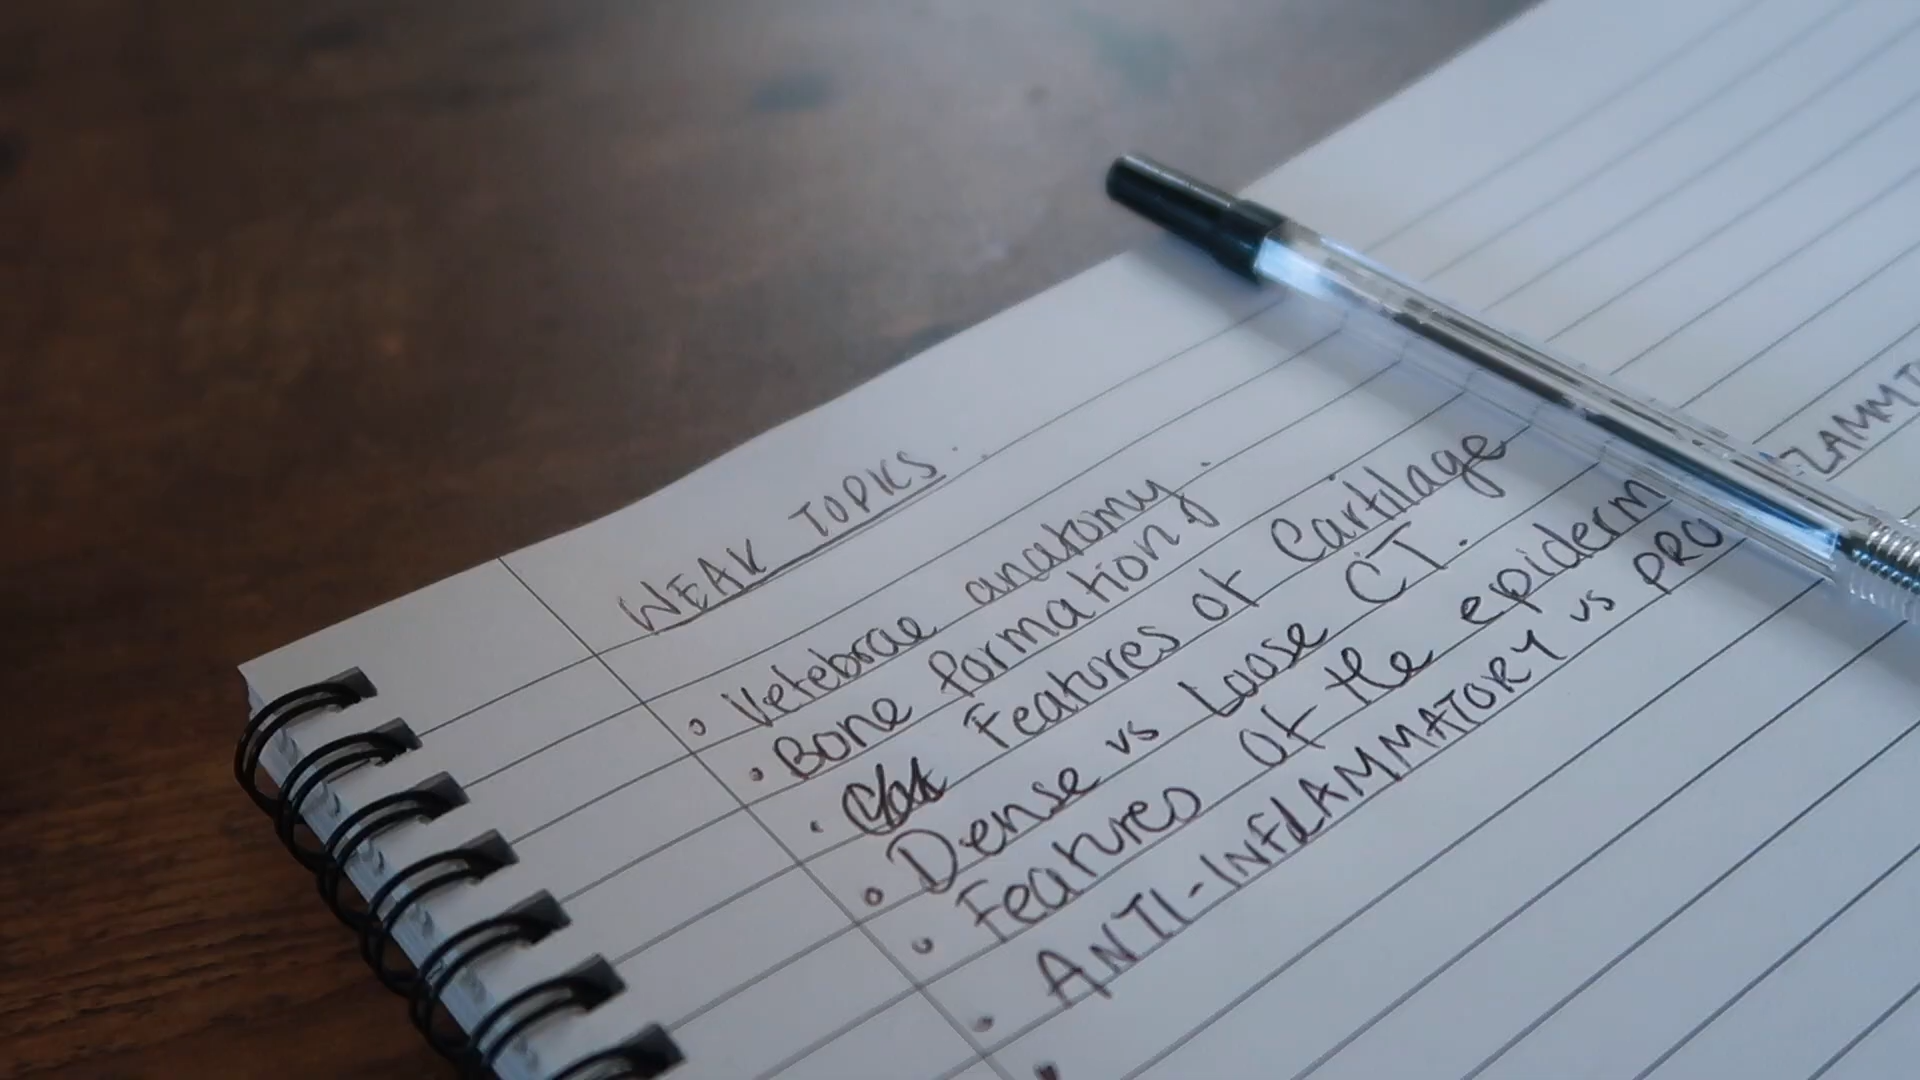 WEAK TOPICS.
• Vetebrae anatomy.
• Bone formation,
• Features of Cartilage
• Dense vs Loose CT.
• Features of the epiderm
• ANTI-INFLAMMATORY vs PRO